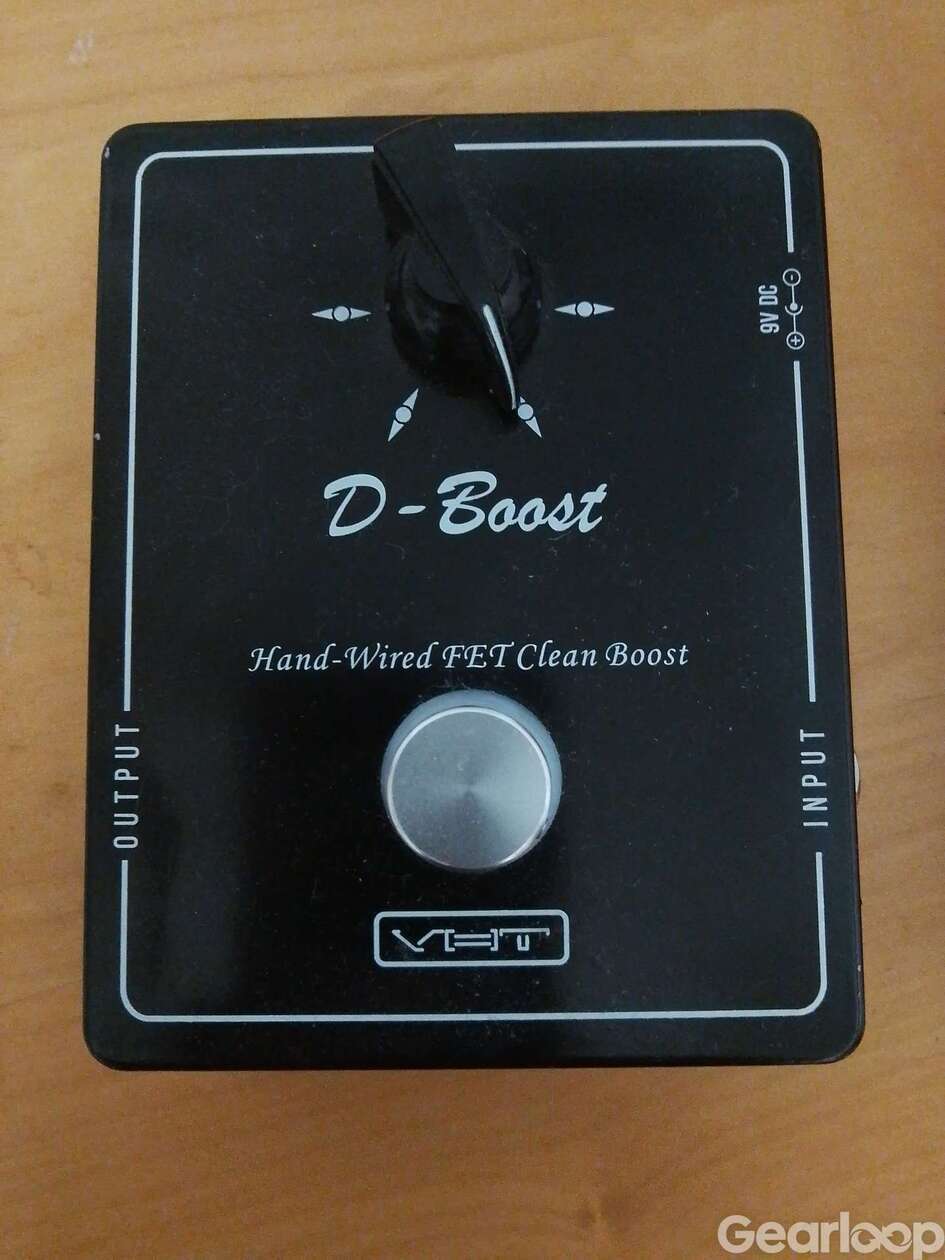 9V DC
D-Boost
Hand-Wired FET Clean Boost
OUTPUT
INPUT
VHT
Gearloop